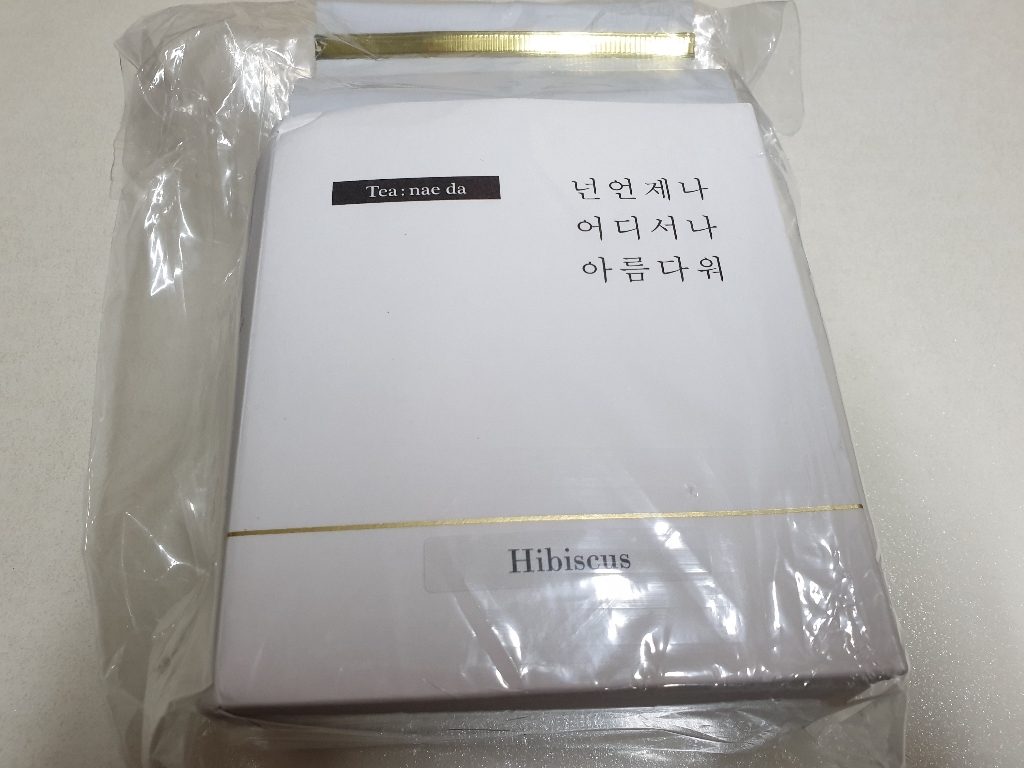 Tea : nae da
넌 언 제 나
어 디 서 나
아 름 다 워
Hibiscus